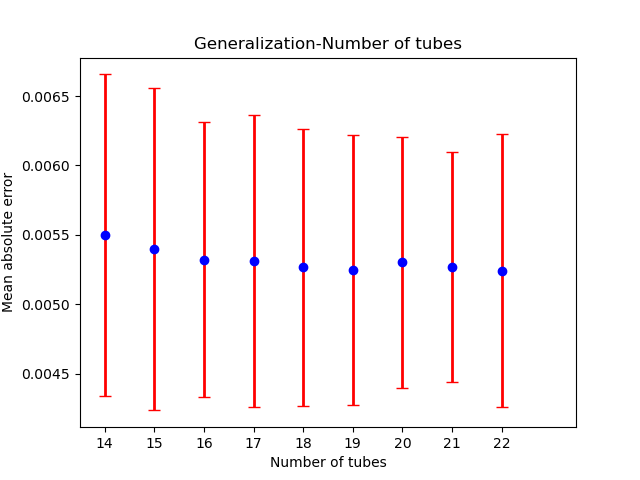 Generalization-Number of tubes
Mean absolute error
0.0065
0.0060
0.0055
0.0050
0.0045
14 15 16 17 18 19 20 21 22
Number of tubes